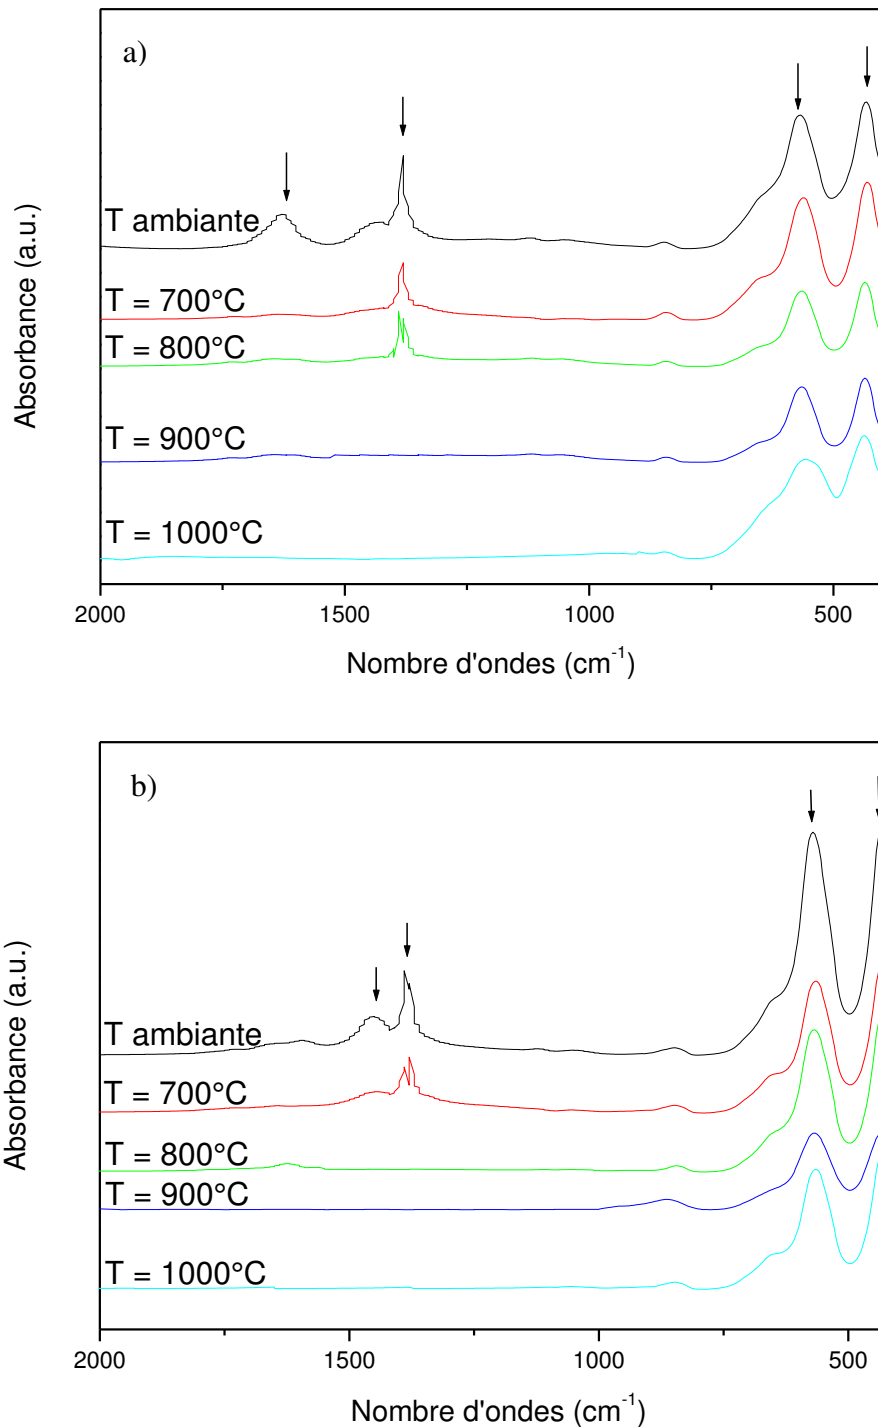 a)
Absorbance (a.u.)
T ambiante
T = 700°C
T = 800°C
T = 900°C
T = 1000°C
2000 1500 1000 500
Nombre d'ondes (cm⁻¹)
b)
Absorbance (a.u.)
T ambiante
T = 700°C
T = 800°C
T = 900°C
T = 1000°C
2000 1500 1000 500
Nombre d'ondes (cm⁻¹)